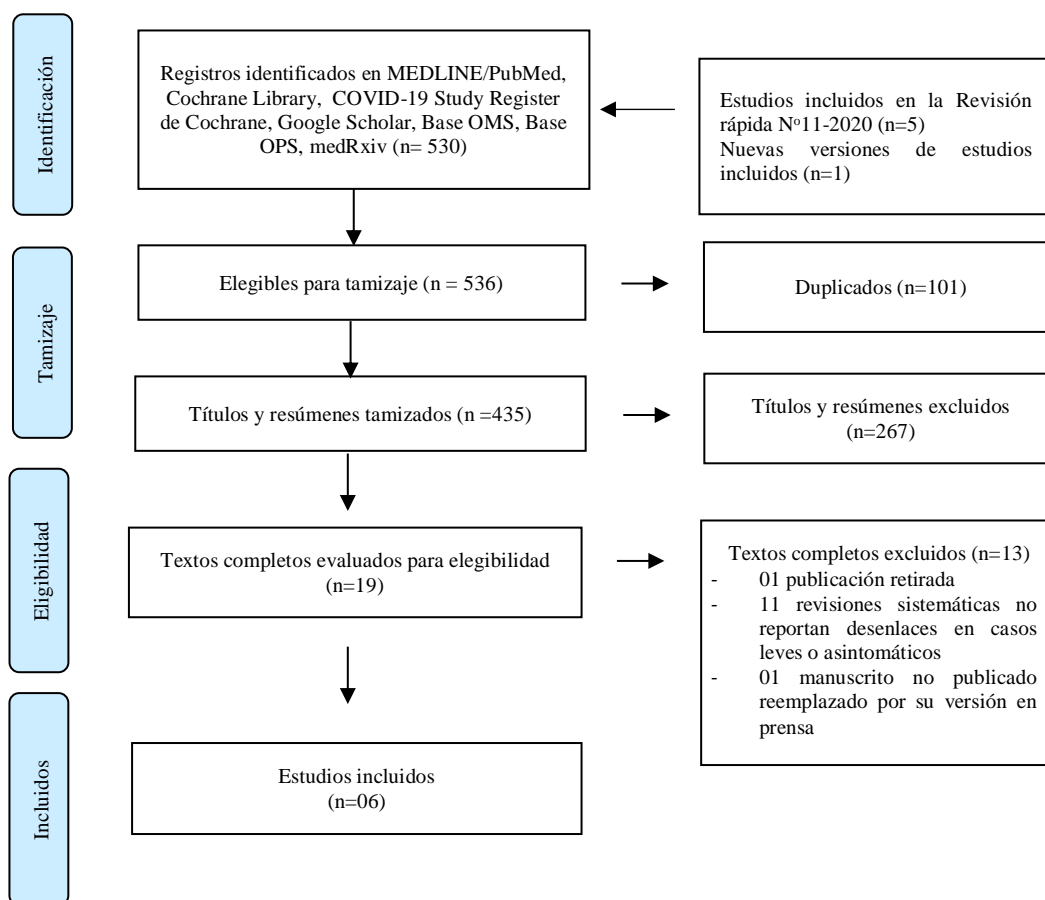 Identificación
Registros identificados en MEDLINE/PubMed,
Cochrane Library, COVID-19 Study Register
de Cochrane, Google Scholar, Base OMS, Base
OPS, medRxiv (n= 530)
Estudios incluidos en la Revisión
rápida Nº11-2020 (n=5)
Nuevas versiones de estudios
incluidos (n=1)
Tamizaje
Elegibles para tamizaje (n = 536)
Duplicados (n=101)
Títulos y resúmenes tamizados (n =435)
Títulos y resúmenes excluidos
(n=267)
Eligibilidad
Textos completos evaluados para elegibilidad
(n=19)
Textos completos excluidos (n=13)
- 01 publicación retirada
- 11 revisiones sistemáticas no
reportan desenlaces en casos
leves o asintomáticos
- 01 manuscrito no publicado
reemplazado por su versión en
prensa
Incluidos
Estudios incluidos
(n=06)